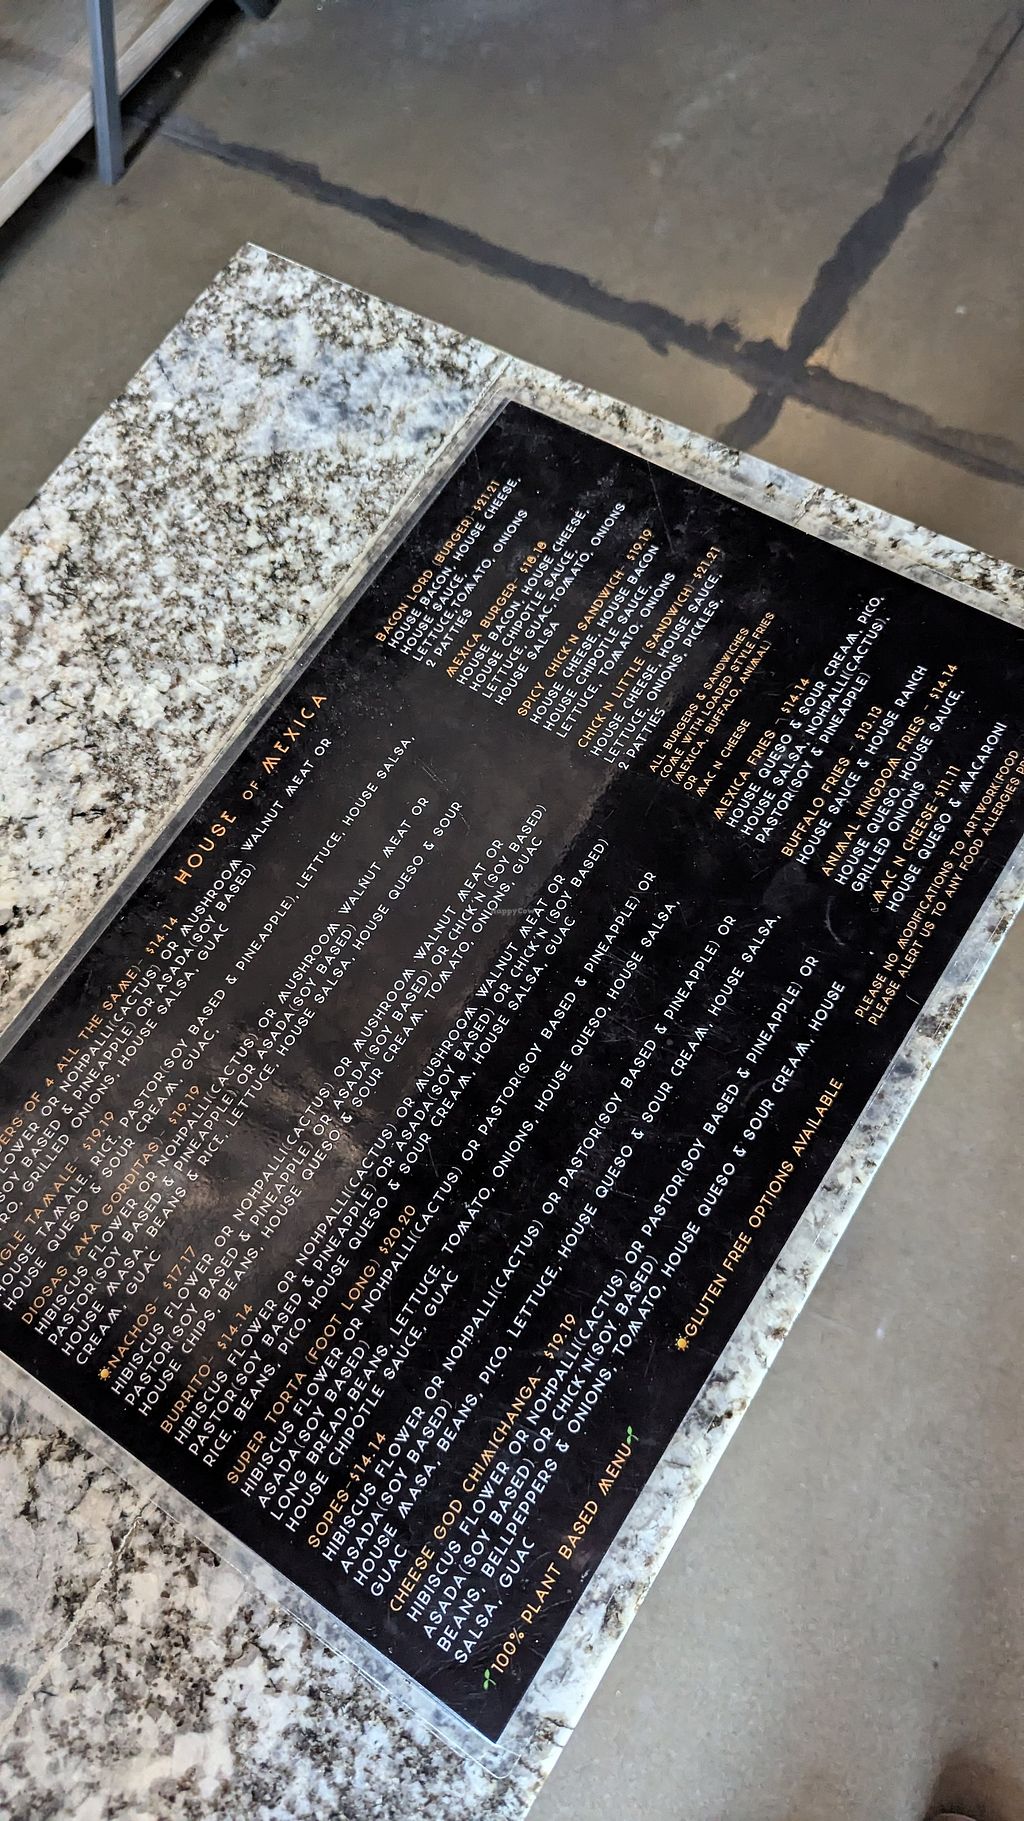 HOUSE OF MEXICA
ERS OF 4 ALL THE SAME) $14.14
FLOWER OR NOHPALLI(CACTUS) OR MUSHROOM WALNUT MEAT OR
SOY BASED & PINEAPPLE) OR ASADA(SOY BASED)
GRILLED ONIONS, HOUSE SALSA, GUAC
TAMALE $19.19
HOUSE TAMALE, RICE, PASTOR(SOY BASED & PINEAPPLE), LETTUCE, HOUSE SALSA,
HOUSE QUESO & SOUR CREAM, GUAC,
DIOSAS AKA GORDITAS) $19.19
HIBISCUS FLOWER OR NOHPALLI(CACTUS) OR MUSHROOM WALNUT MEAT OR
PASTOR(SOY BASED & PINEAPPLE) OR ASADA(SOY BASED)
HOUSE MASA, BEANS & RICE, LETTUCE, HOUSE SALSA, HOUSE QUESO & SOUR
CREAM, GUAC
NACHOS $17.17
HIBISCUS FLOWER OR NOHPALLI(CACTUS) OR MUSHROOM WALNUT MEAT OR
PASTOR(SOY BASED & PINEAPPLE) OR ASADA (SOY BASED) OR CHICK'N (SOY BASED)
HOUSE CHIPS, BEANS, HOUSE QUESO & SOUR CREAM, TOMATO, ONIONS, GUAC
BURRITO- $14.14
HIBISCUS FLOWER OR NOHPALLI(CACTUS) OR MUSHROOM WALNUT MEAT OR
PASTOR(SOY BASED & PINEAPPLE) OR ASADA(SOY BASED) OR CHICK'N(SOY BASED)
RICE, BEANS, PICO, HOUSE QUESO & SOUR CREAM, HOUSE SALSA, GUAC
SUPER TORTA (FOOT LONG) $20.20
HIBISCUS FLOWER OR NOHPALLI(CACTUS) OR PASTOR(SOY BASED & PINEAPPLE) OR
ASADA(SOY BASED)
LONG BREAD, BEANS, LETTUCE, TOMATO, ONIONS, HOUSE QUESO, HOUSE SALSA,
HOUSE CHIPOTLE SAUCE, GUAC
SOPES-$14.14
HIBISCUS FLOWER OR NOHPALLI(CACTUS) OR PASTOR(SOY BASED & PINEAPPLE) OR
ASADA(SOY BASED)
HOUSE MASA, BEANS, PICO, LETTUCE, HOUSE QUESO & SOUR CREAM, HOUSE SALSA,
GUAC
CHEESE GOD CHIMICHANGA- $19.19
HIBISCUS FLOWER OR NOHPALLI(CACTUS) OR PASTOR(SOY BASED & PINEAPPLE) OR
ASADA(SOY BASED) OR CHICK'N(SOY BASED)
BEANS, BELLPEPPERS & ONIONS, TOMATO, HOUSE QUESO & SOUR CREAM, HOUSE
SALSA, GUAC
100% PLANT BASED MENU
GLUTEN FREE OPTIONS AVAILABLE
BACON LORD (BURGER) $21.21
HOUSE BACON, HOUSE CHEESE,
HOUSE SAUCE,
LETTUCE,TOMATO, ONIONS
2 PATTIES
MEXICA BURGER- $18.18
HOUSE BACON, HOUSE CHEESE,
HOUSE CHIPOTLE SAUCE,
LETTUCE, GUAC,TOMATO, ONIONS
HOUSE SALSA
SPICY CHICK'N SANDWICH - $19.19
HOUSE CHEESE, HOUSE BACON
HOUSE CHIPOTLE SAUCE,
LETTUCE, TOMATO, ONIONS
CHICK'N LITTLE (SANDWICH) $21.21
HOUSE CHEESE, HOUSE SAUCE,
LETTUCE, ONIONS, PICKLES
2 PATTIES
ALL BURGERS & SANDWICHES
COME WITH LOADED STYLE FRIES
(MEXICA, BUFFALO, ANIMAL)
OR
MAC N CHEESE
MEXICA FRIES - $14.14
HOUSE QUESO & SOUR CREAM, PICO,
HOUSE SALSA, NOHPALLI(CACTUS),
PASTOR(SOY & PINEAPPLE)
BUFFALO FRIES - $13.13
HOUSE SAUCE & HOUSE RANCH
ANIMAL KINGDOM FRIES - $14.14
HOUSE QUESO, HOUSE SAUCE,
GRILLED ONIONS
MAC N CHEESE-$11.11
HOUSE QUESO & MACARONI
PLEASE NO MODIFICATIONS TO ARTWORKFOOD
PLEASE ALERT US TO ANY FOOD ALLERGIES
HappyCow